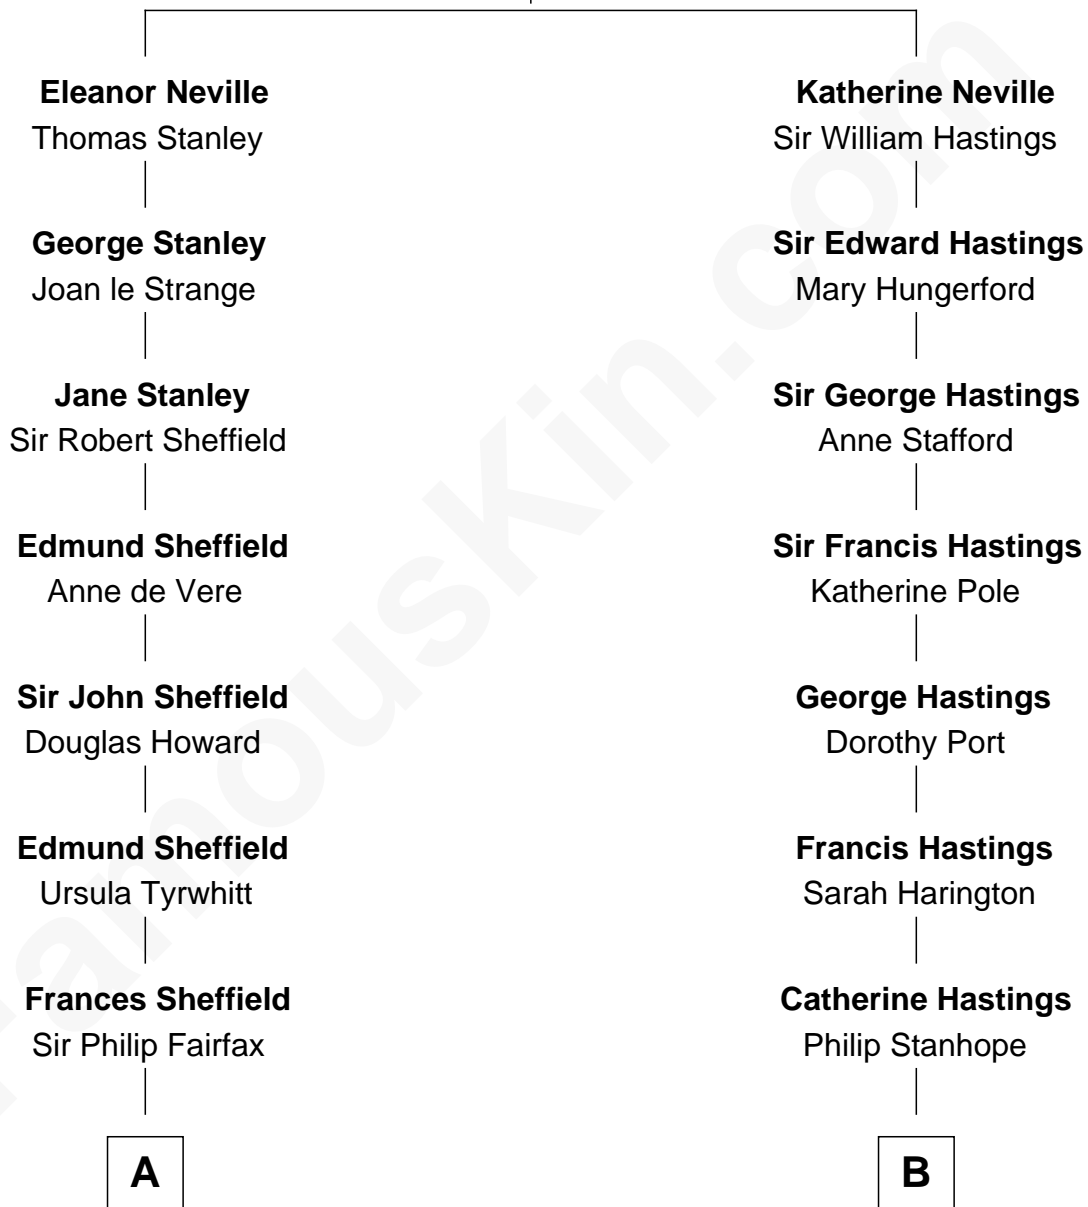 Eleanor Neville
Thomas Stanley
George Stanley
Joan le Strange
Jane Stanley
Sir Robert Sheffield
Edmund Sheffield
Anne de Vere
Sir John Sheffield
Douglas Howard
Edmund Sheffield
Ursula Tyrwhitt
Frances Sheffield
Sir Philip Fairfax
A
Katherine Neville
Sir William Hastings
Sir Edward Hastings
Mary Hungerford
Sir George Hastings
Anne Stafford
Sir Francis Hastings
Katherine Pole
George Hastings
Dorothy Port
Francis Hastings
Sarah Harington
Catherine Hastings
Philip Stanhope
B
FamousKin.com